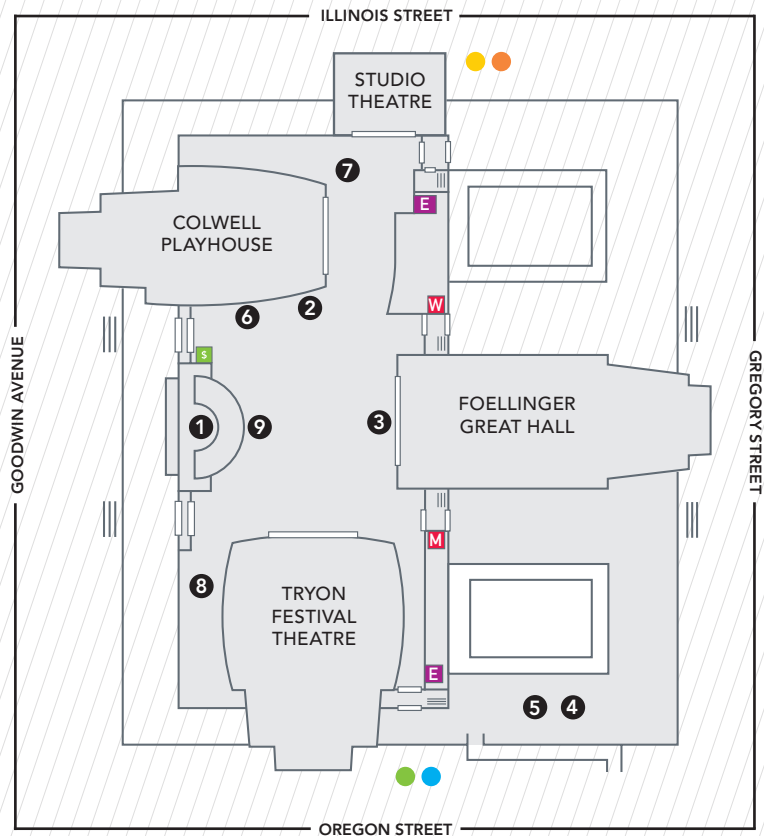 ILLINOIS STREET
STUDIO
THEATRE
7
E
COLWELL
PLAYHOUSE
2
6
W
S
GOODWIN AVENUE
GREGORY STREET
1
9
3
FOELLINGER
GREAT HALL
M
8
TRYON
FESTIVAL
THEATRE
E
5
4
OREGON STREET